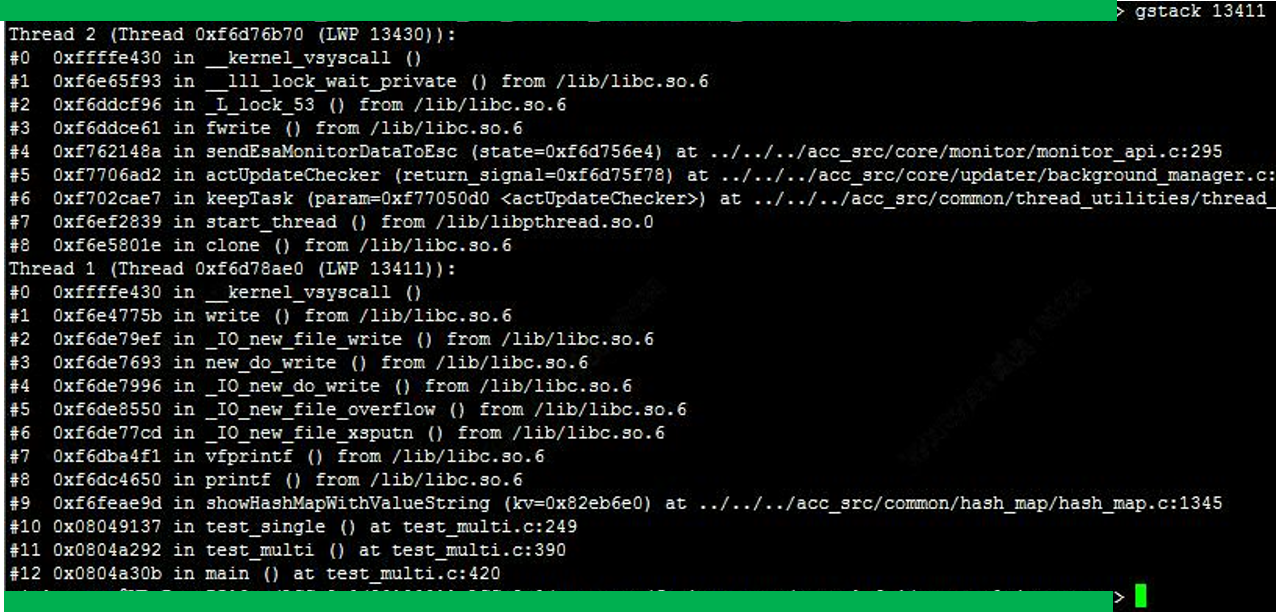 > gstack 13411
Thread 2 (Thread 0xf6d76b70 (LWP 13430)):
#0  0xffffe430 in __kernel_vsyscall ()
#1  0xf6e65f93 in __lll_lock_wait_private () from /lib/libc.so.6
#2  0xf6ddcf96 in _L_lock_53 () from /lib/libc.so.6
#3  0xf6ddce61 in fwrite () from /lib/libc.so.6
#4  0xf762148a in sendEsaMonitorDataToEsc (state=0xf6d756e4) at ../../../acc_src/core/monitor/monitor_api.c:295
#5  0xf7706ad2 in actUpdateChecker (return_signal=0xf6d75f78) at ../../../acc_src/core/updater/background_manager.c:
#6  0xf702cae7 in keepTask (param=0xf77050d0 <actUpdateChecker>) at ../../../acc_src/common/thread_utilities/thread_
#7  0xf6ef2839 in start_thread () from /lib/libpthread.so.0
#8  0xf6e5801e in clone () from /lib/libc.so.6
Thread 1 (Thread 0xf6d78ae0 (LWP 13411)):
#0  0xffffe430 in __kernel_vsyscall ()
#1  0xf6e4775b in write () from /lib/libc.so.6
#2  0xf6de79ef in _IO_new_file_write () from /lib/libc.so.6
#3  0xf6de7693 in new_do_write () from /lib/libc.so.6
#4  0xf6de7996 in _IO_new_do_write () from /lib/libc.so.6
#5  0xf6de8550 in _IO_new_file_overflow () from /lib/libc.so.6
#6  0xf6de77cd in _IO_new_file_xsputn () from /lib/libc.so.6
#7  0xf6dba4f1 in vfprintf () from /lib/libc.so.6
#8  0xf6dc4650 in printf () from /lib/libc.so.6
#9  0xf6feae9d in showHashMapWithValueString (kv=0x82eb6e0) at ../../../acc_src/common/hash_map/hash_map.c:1345
#10 0x08049137 in test_single () at test_multi.c:249
#11 0x0804a292 in test_multi () at test_multi.c:390
#12 0x0804a30b in main () at test_multi.c:420
>